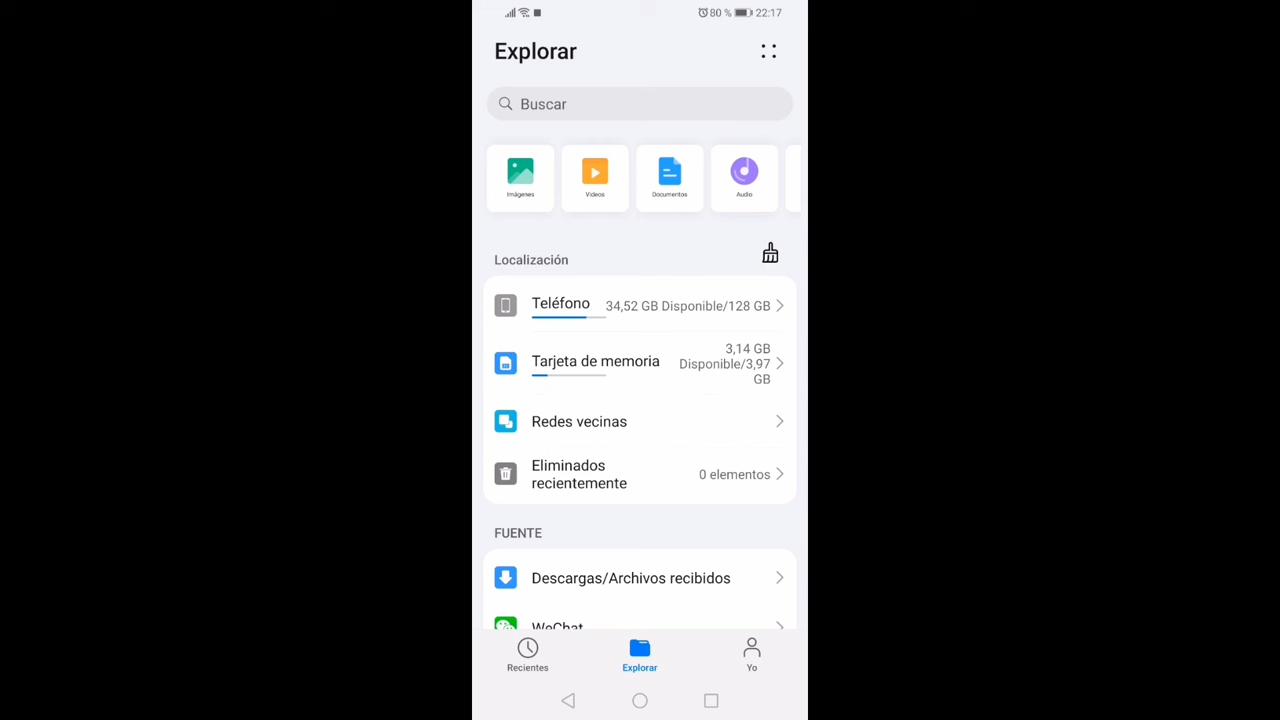 80 % 22:17
Explorar
Buscar
Imágenes
Videos
Documentos
Audio
Localización
Teléfono
34,52 GB Disponible/128 GB
Tarjeta de memoria
3,14 GB
Disponible/3,97
GB
Redes vecinas
Eliminados
recientemente
0 elementos
FUENTE
Descargas/Archivos recibidos
WeChat
Recientes
Explorar
Yo